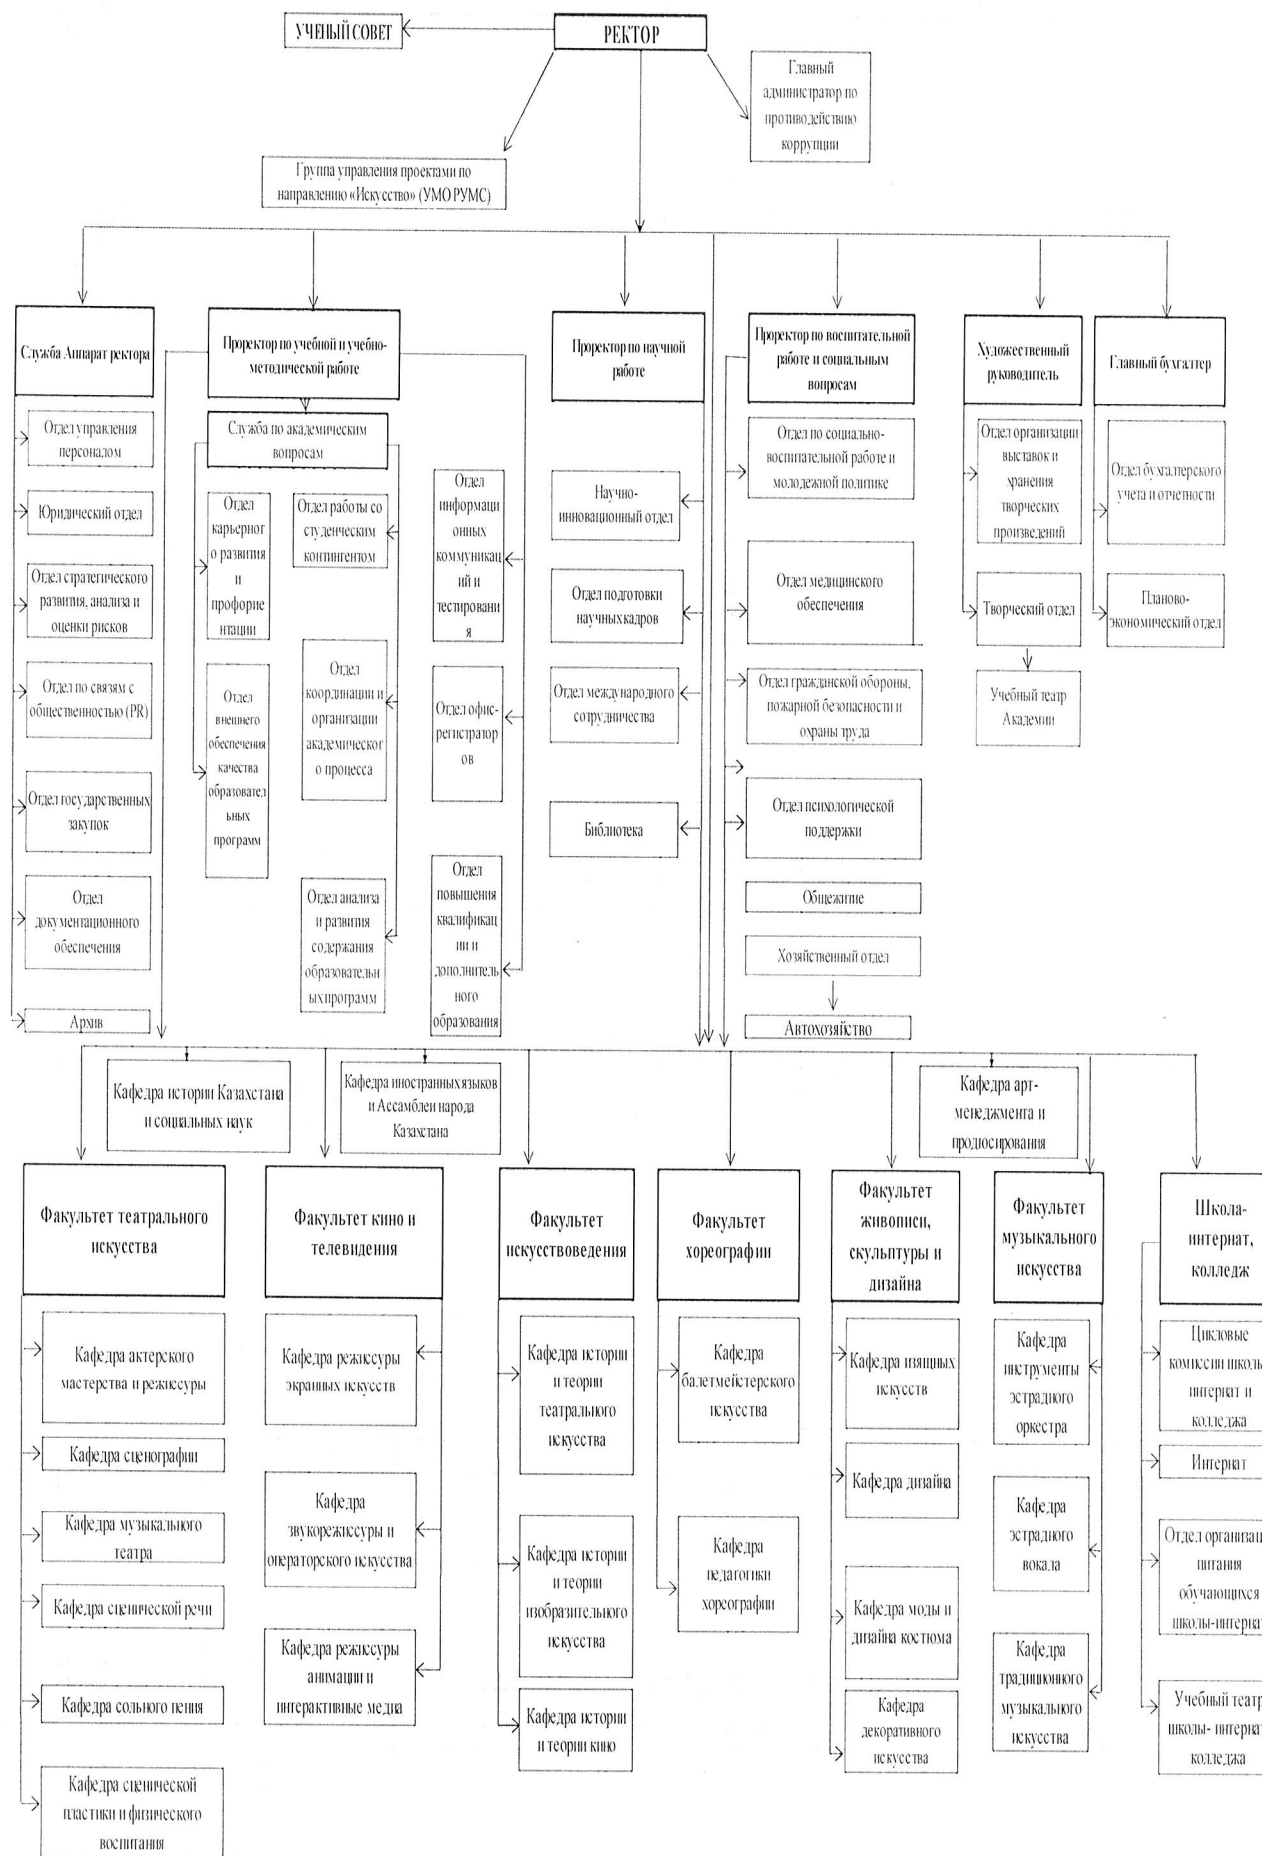 УЧЕНЫЙ СОВЕТ
РЕКТОР
Главный
администратор по
противодействию
коррупции
Группа управления проектами по
направлению «Искусство» (УМО РУМС)
Служба Аппарат ректора
Проректор по учебной и учебно-
методической работе
Проректор по научной
работе
Проректор по воспитательной
работе и социальным
вопросам
Художественный
руководитель
Главный бухгалтер
Отдел управления
персоналом
Юридический отдел
Отдел стратегического
развития, анализа и
оценки рисков
Отдел по связям с
общественностью (PR)
Отдел государственных
закупок
Отдел
документационного
обеспечения
Архив
Служба по академическим
вопросам
Отдел
карьерног
о развития
и
профорие
нтации
Отдел
внешнего
обеспечения
качества
образовател
ьных
программ
Отдел работы со
студенческим
контингентом
Отдел
координации и
организации
академическог
о процесса
Отдел анализа
и развития
содержания
образовательн
ых программ
Отдел
информаци
онных
коммуникац
ий и
тестировани
я
Отдел офис-
регистратор
ов
Отдел
повышения
квалификац
ии и
дополнитель
ного
образования
Научно-
инновационный отдел
Отдел подготовки
научных кадров
Отдел международного
сотрудничества
Библиотека
Отдел по социально-
воспитательной работе и
молодежной политике
Отдел медицинского
обеспечения
Отдел гражданской обороны,
пожарной безопасности и
охраны труда
Отдел психологической
поддержки
Общежитие
Хозяйственный отдел
Автохозяйство
Отдел организации
выставок и
хранения
творческих
произведений
Творческий отдел
Учебный театр
Академии
Отдел бухгалтерского
учета и отчетности
Планово-
экономический отдел
Кафедра истории Казахстана
и социальных наук
Кафедра иностранных языков
и Ассамблеи народа
Казахстана
Кафедра арт-
менеджмента и
продюсирования
Факультет театрального
искусства
Факультет кино и
телевидения
Факультет
искусствоведения
Факультет
хореографии
Факультет
живописи,
скульптуры и
дизайна
Факультет
музыкального
искусства
Школа-
интернат,
колледж
Кафедра актерского
мастерства и режиссуры
Кафедра сценографии
Кафедра музыкального
театра
Кафедра сценической речи
Кафедра сольного пения
Кафедра сценической
пластики и физического
воспитания
Кафедра режиссуры
экранных искусств
Кафедра
звукорежиссуры и
операторского искусства
Кафедра режиссуры
анимации и
интерактивные медиа
Кафедра истории
и теории
театрального
искусства
Кафедра истории
и теории
изобразительного
искусства
Кафедра истории
и теории кино
Кафедра
балетмейстерского
искусства
Кафедра
педагогики
хореографии
Кафедра изящных
искусств
Кафедра дизайна
Кафедра моды и
дизайна костюма
Кафедра
декоративного
искусства
Кафедра
инструменты
эстрадного
оркестра
Кафедра
эстрадного
вокала
Кафедра
традиционного
музыкального
искусства
Цикловые
комиссии школы
интернат и
колледжа
Интернат
Отдел организац
питания
обучающихся
школы-интернат
Учебный театр
школы- интернат
колледжа